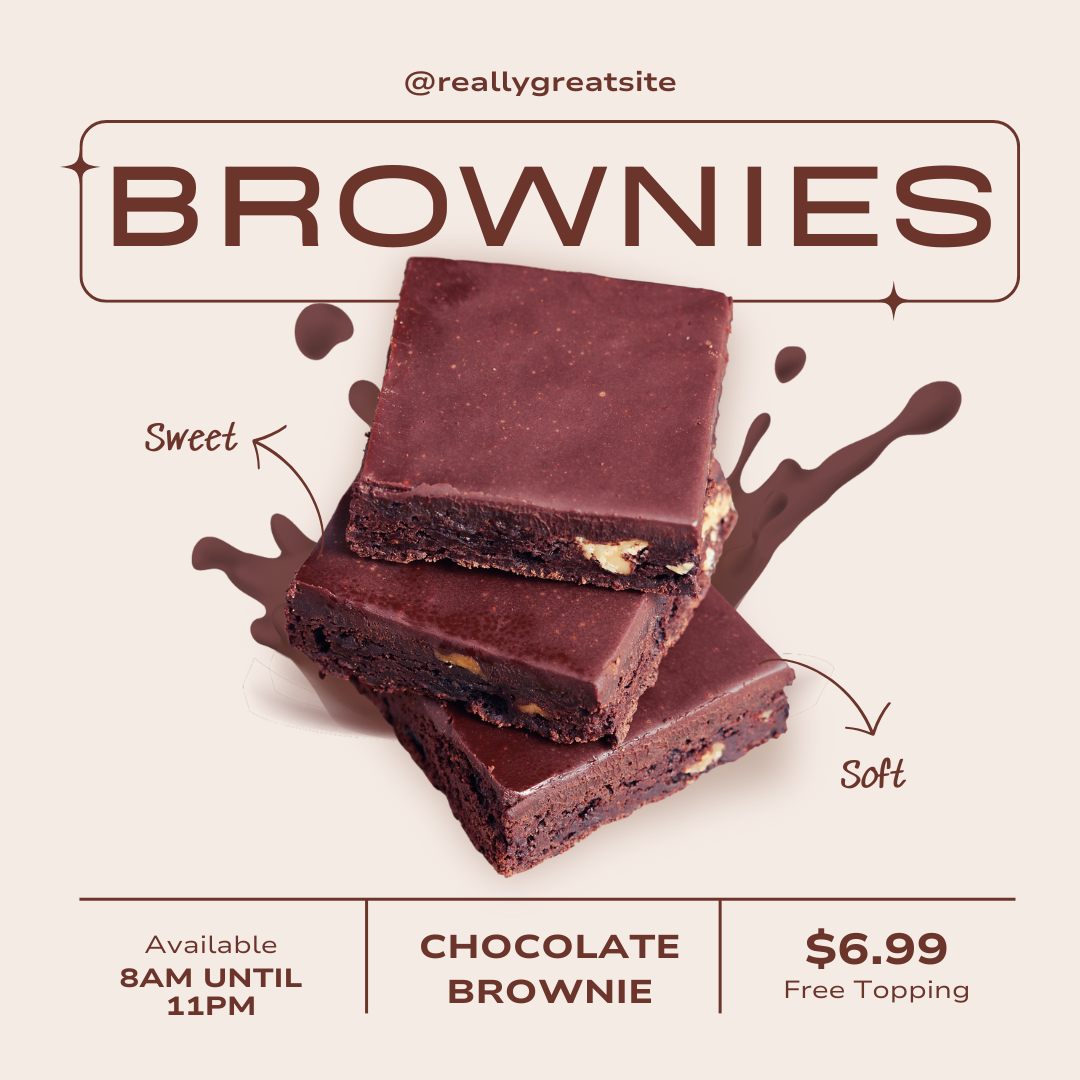 @reallygreatsite
BROWNIES
Sweet
Soft
Available
8AM UNTIL
11PM
CHOCOLATE
BROWNIE
$6.99
Free Topping